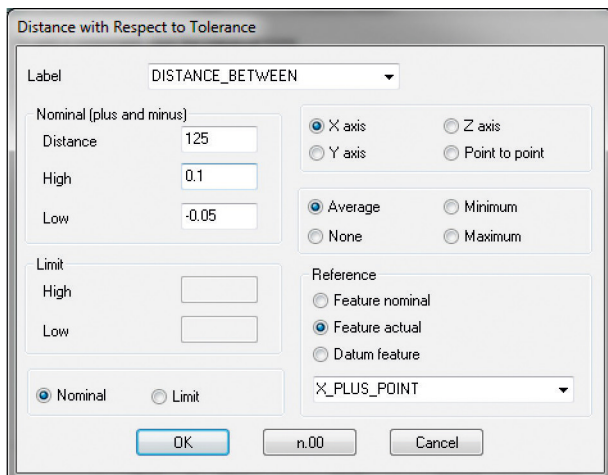 Distance with Respect to Tolerance
Label DISTANCE_BETWEEN
Nominal (plus and minus)
Distance 125
High 0.1
Low -0.05
X axis Z axis
Y axis Point to point
Average Minimum
None Maximum
Limit
High
Low
Reference
Feature nominal
Feature actual
Datum feature
X_PLUS_POINT
Nominal Limit
OK n.00 Cancel